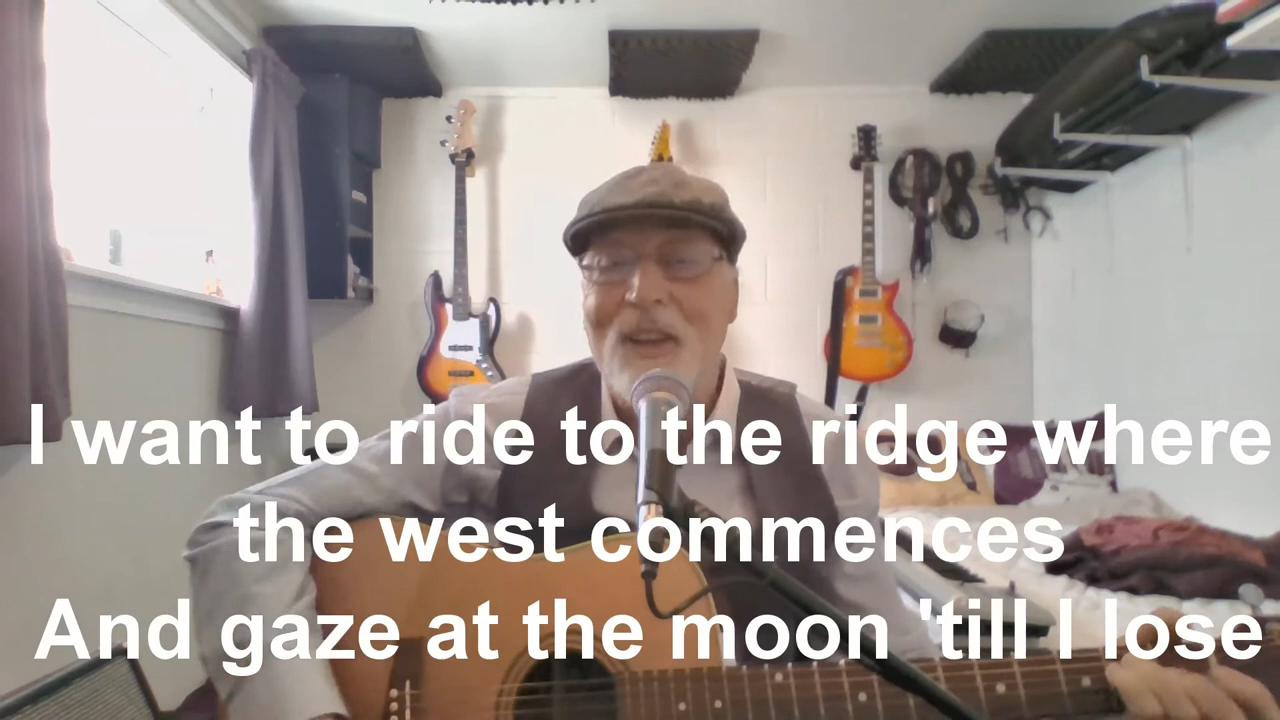 I want to ride to the ridge where
the west commences
And gaze at the moon 'till I lose